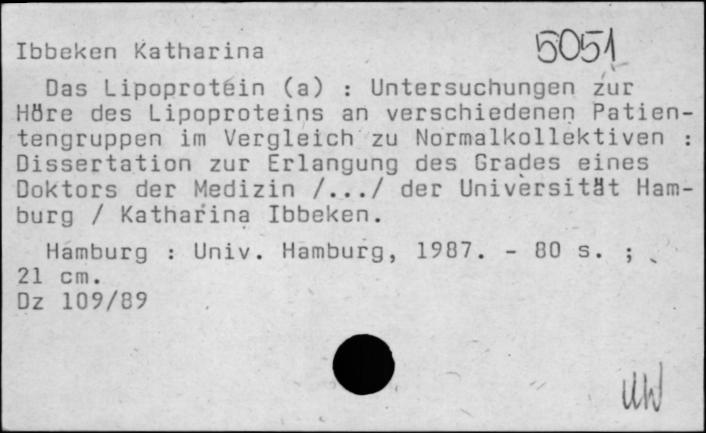 Ibbeken Katharina 5051
Das Lipoprotein (a) : Untersuchungen zur
Höre des Lipoproteins an verschiedenen Patien-
tengruppen im Vergleich zu Normalkollektiven :
Dissertation zur Erlangung des Grades eines
Doktors der Medizin /.../ der Universität Ham-
burg / Katharina Ibbeken.
Hamburg : Univ. Hamburg, 1987. - 80 s. ;
21 cm.
Dz 109/89
UW